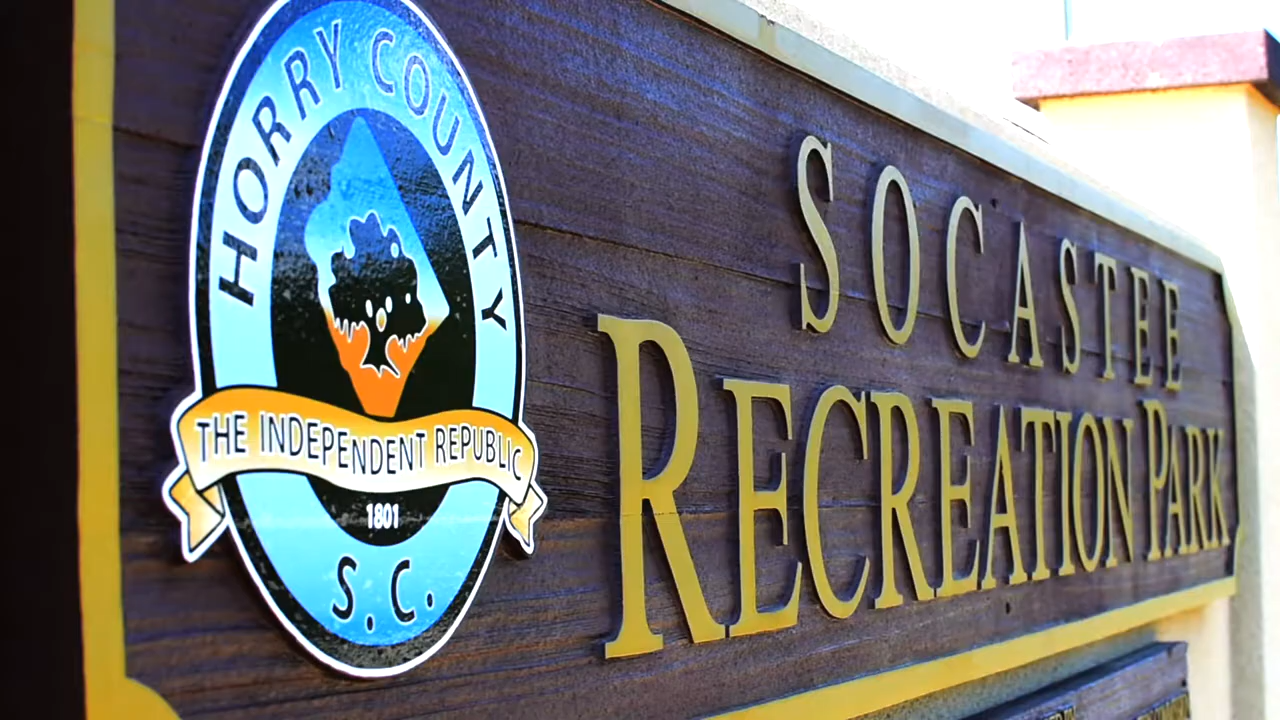 HORRY COUNTY
THE INDEPENDENT REPUBLIC
1801
S.C.
SOCASTEE
RECREATION PARK